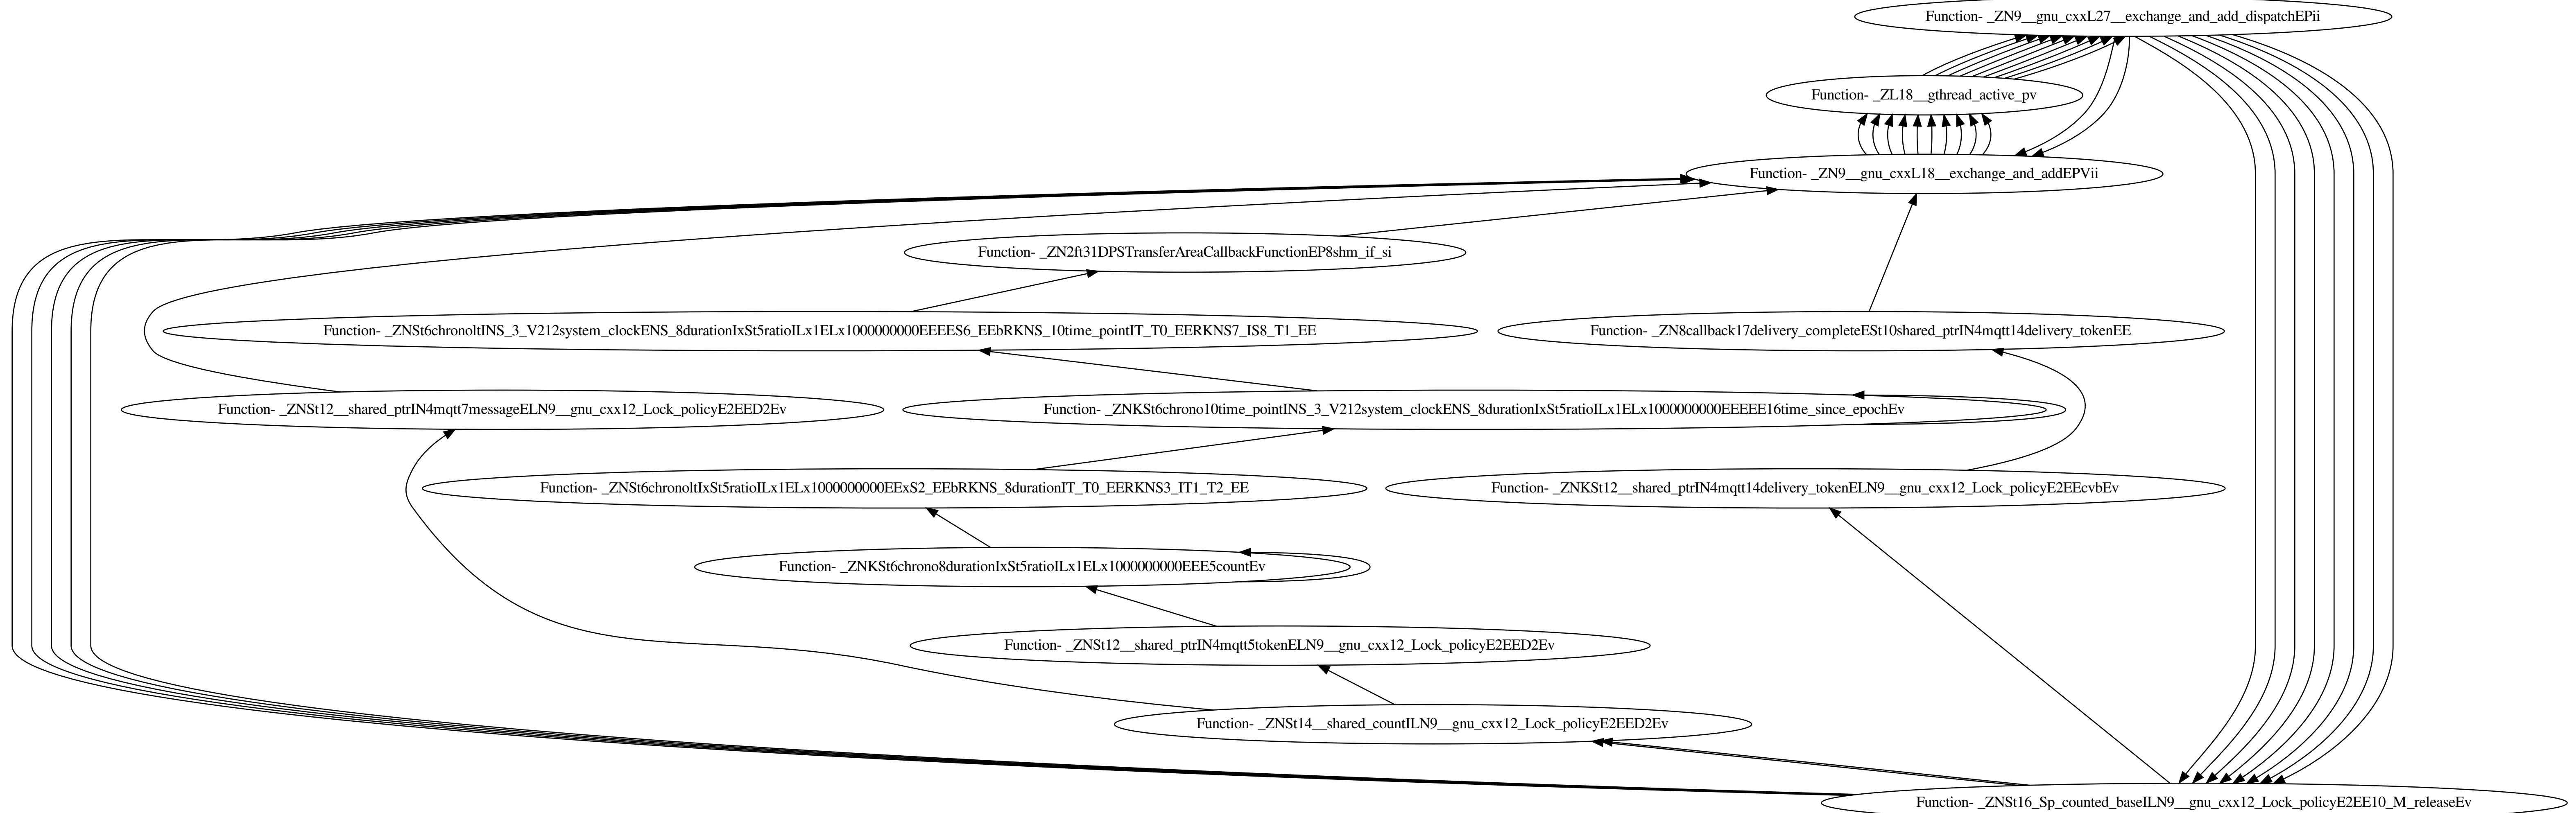 Function- _ZN9__gnu_cxxL27__exchange_and_add_dispatchEPii
Function- _ZL18__gthread_active_pv
Function- _ZN9__gnu_cxxL18__exchange_and_addEPVii
Function- _ZN2ft31DPSTransferAreaCallbackFunctionEP8shm_if_si
Function- _ZNSt6chronoltINS_3_V212system_clockENS_8durationIxSt5ratioILx1ELx1000000000EEEES6_EEbRKNS_10time_pointIT_T0_EERKNS7_IS8_T1_EE
Function- _ZN8callback17delivery_completeESt10shared_ptrIN4mqtt14delivery_tokenEE
Function- _ZNSt12__shared_ptrIN4mqtt7messageELN9__gnu_cxx12_Lock_policyE2EED2Ev
Function- _ZNKSt6chrono10time_pointINS_3_V212system_clockENS_8durationIxSt5ratioILx1ELx1000000000EEEEE16time_since_epochEv
Function- _ZNSt6chronoltIxSt5ratioILx1ELx1000000000EExS2_EEbRKNS_8durationIT_T0_EERKNS3_IT1_T2_EE
Function- _ZNKSt12__shared_ptrIN4mqtt14delivery_tokenELN9__gnu_cxx12_Lock_policyE2EEcvbEv
Function- _ZNKSt6chrono8durationIxSt5ratioILx1ELx1000000000EEE5countEv
Function- _ZNSt12__shared_ptrIN4mqtt5tokenELN9__gnu_cxx12_Lock_policyE2EED2Ev
Function- _ZNSt14__shared_countILN9__gnu_cxx12_Lock_policyE2EED2Ev
Function- _ZNSt16_Sp_counted_baseILN9__gnu_cxx12_Lock_policyE2EE10_M_releaseEv